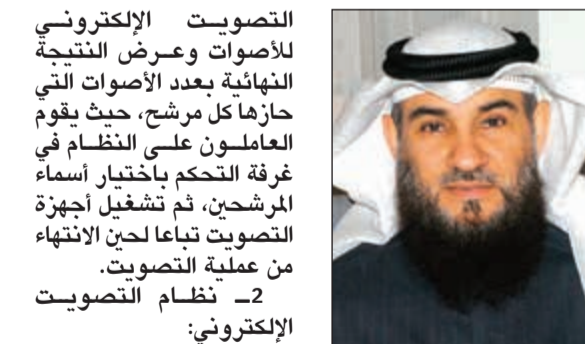 التصويت الإلكتروني
للأصوات وعرض النتيجة
النهائية بعدد الأصوات التي
حازها كل مرشح، حيث يقوم
العاملون على النظام في
غرفة التحكم باختيار أسماء
المرشحين، ثم تشغيل أجهزة
التصويت تباعا لحين الانتهاء
من عملية التصويت.
2ــ نظام التصويت
الإلكتروني: